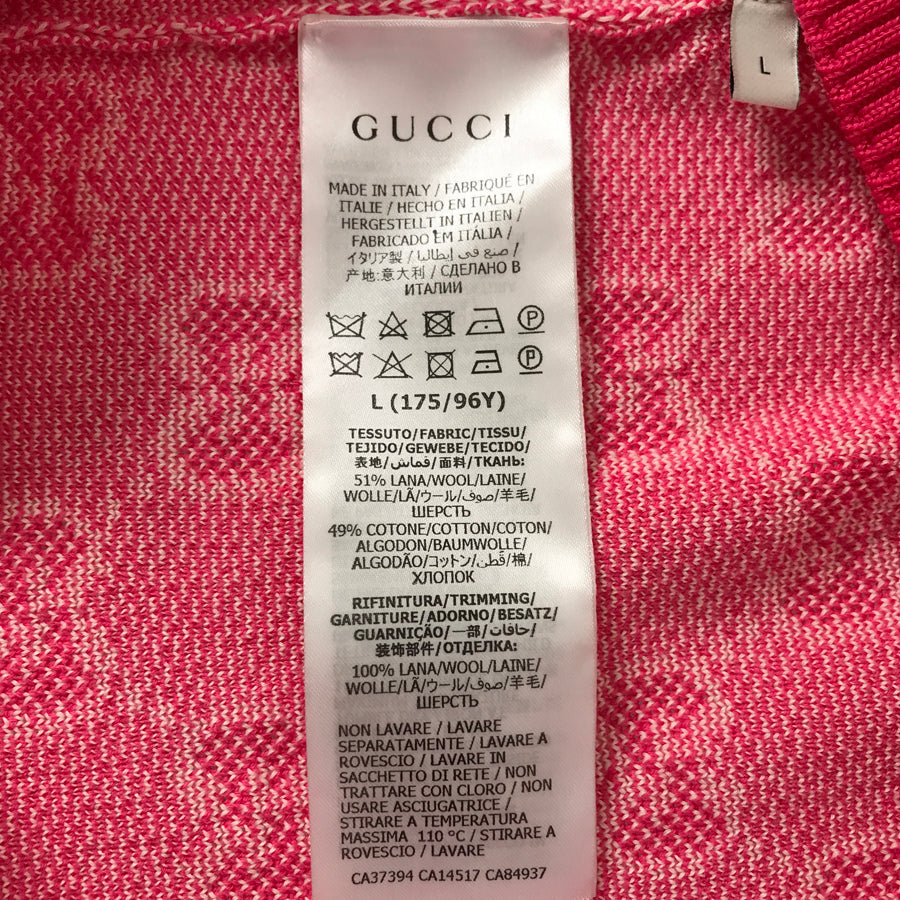 GUCCI
MADE IN ITALY / FABRIQUÉ EN
ITALIE / HECHO EN ITALIA /
HERGESTELLT IN ITALIEN /
FABRICADO EM ITÁLIA /
イタリア製 / صنع في إيطاليا /
产地:意大利 / СДЕЛАНО В
ИТАЛИИ
P
P
L (175/96Y)
TESSUTO/FABRIC/TISSU/
TEJIDO/GEWEBE/TECIDO/
表地/قماش/面料/ТКАНЬ:
51% LANA/WOOL/LAINE/
WOLLE/LÃ/ウール/صوف/羊毛/
ШЕРСТЬ
49% COTONE/COTTON/COTON/
ALGODON/BAUMWOLLE/
ALGODÃO/コットン/قطن/棉/
ХЛОПОК
RIFINITURA/TRIMMING/
GARNITURE/ADORNO/BESATZ/
GUARNIÇÃO/一部/حافات/
装饰部件/ОТДЕЛКА:
100% LANA/WOOL/LAINE/
WOLLE/LÃ/ウール/صوف/羊毛/
ШЕРСТЬ
NON LAVARE / LAVARE
SEPARATAMENTE / LAVARE A
ROVESCIO / LAVARE IN
SACCHETTO DI RETE / NON
TRATTARE CON CLORO / NON
USARE ASCIUGATRICE /
STIRARE A TEMPERATURA
MASSIMA 110 °C / STIRARE A
ROVESCIO
CA37394 CA14517 CA84937
L